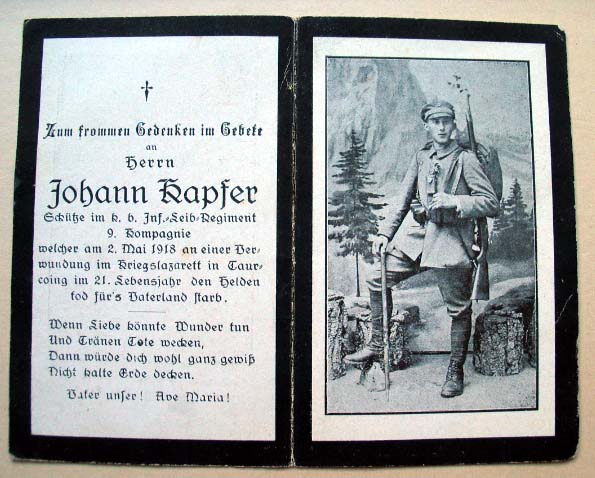 Zum frommen Gedenken im Gebete
an
Herrn
Johann Kapfer
Schütze im k. b. Inf.-Leib-Regiment
9. Kompagnie
welcher am 2. Mai 1918 an einer Ver-
wundung im Kriegslazarett in Taur-
coing im 21. Lebensjahr den Helden
tod für's Vaterland starb.
Wenn Liebe könnte Wunder tun
Und Tränen Tote wecken,
Dann würde dich wohl ganz gewiß
Nicht kalte Erde decken.
Vater unser! Ave Maria!